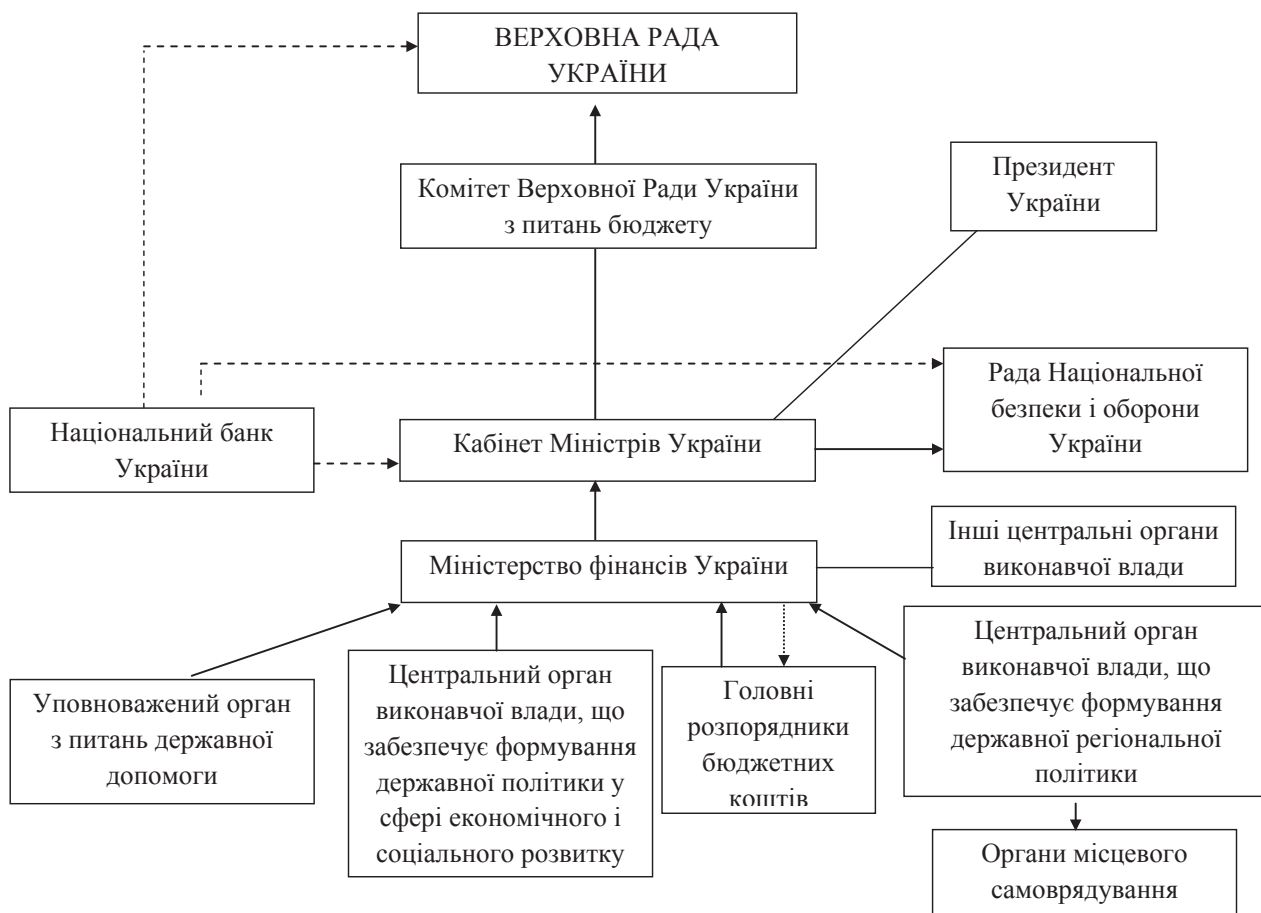 ВЕРХОВНА РАДА
УКРАЇНИ
Комітет Верховної Ради України
з питань бюджету
Президент
України
Рада Національної
безпеки і оборони
України
Національний банк
України
Кабінет Міністрів України
Міністерство фінансів України
Інші центральні органи
виконавчої влади
Уповноважений орган
з питань державної
допомоги
Центральний орган
виконавчої влади, що
забезпечує формування
державної політики у
сфері економічного і
соціального розвитку
Головні
розпорядники
бюджетних
коштів
Центральний орган
виконавчої влади, що
забезпечує формування
державної регіональної
політики
Органи місцевого
самоврядування